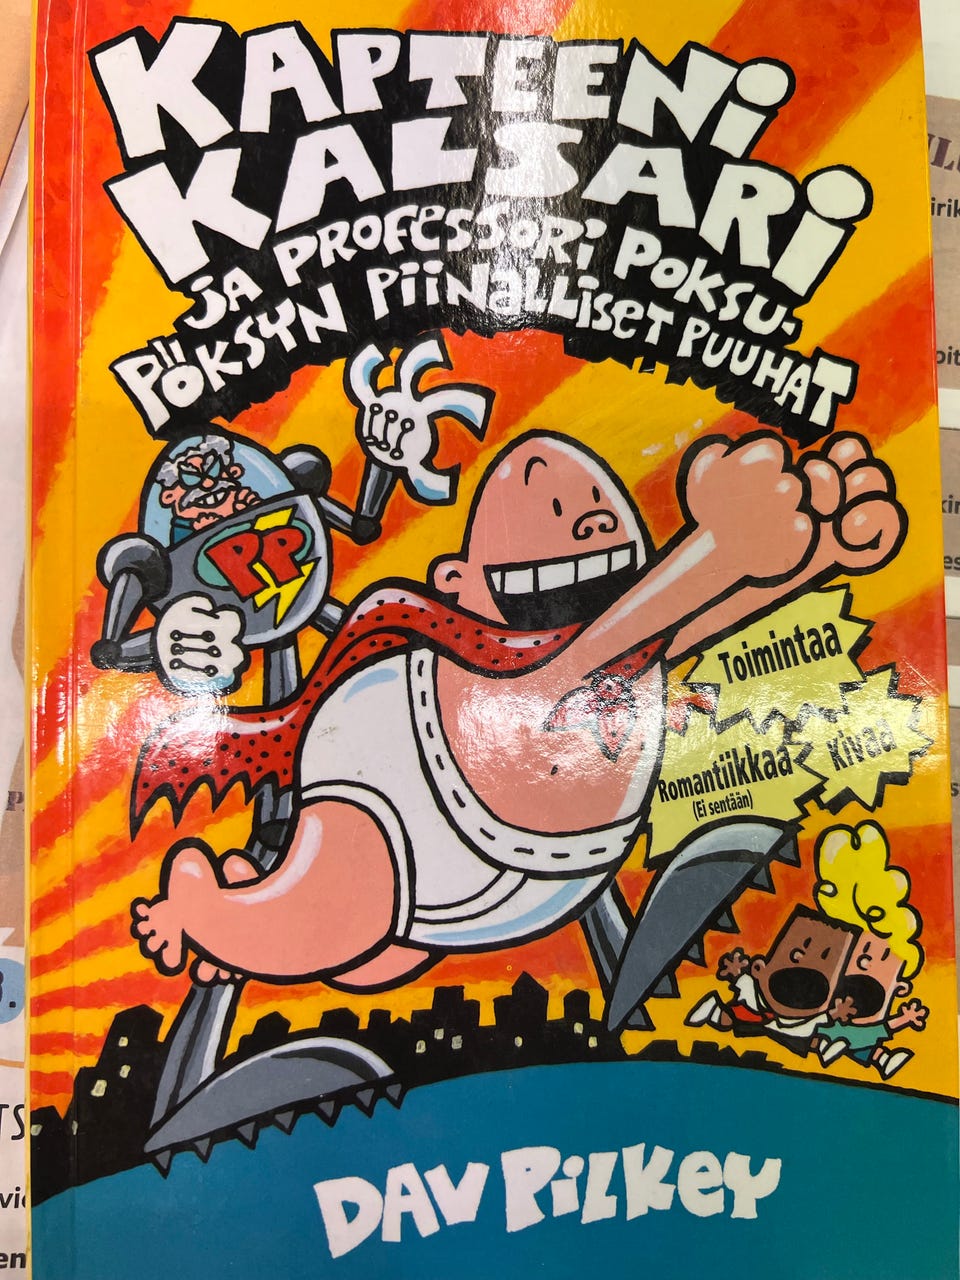 KAPTEENI
KALSARI
JA PROFESSORI POKSU-
PÖKSYN PIINALLISET PUUHAT
PP
Toimintaa
Romantiikkaa
(Ei sentään)
Kivaa
DAV PILKEY